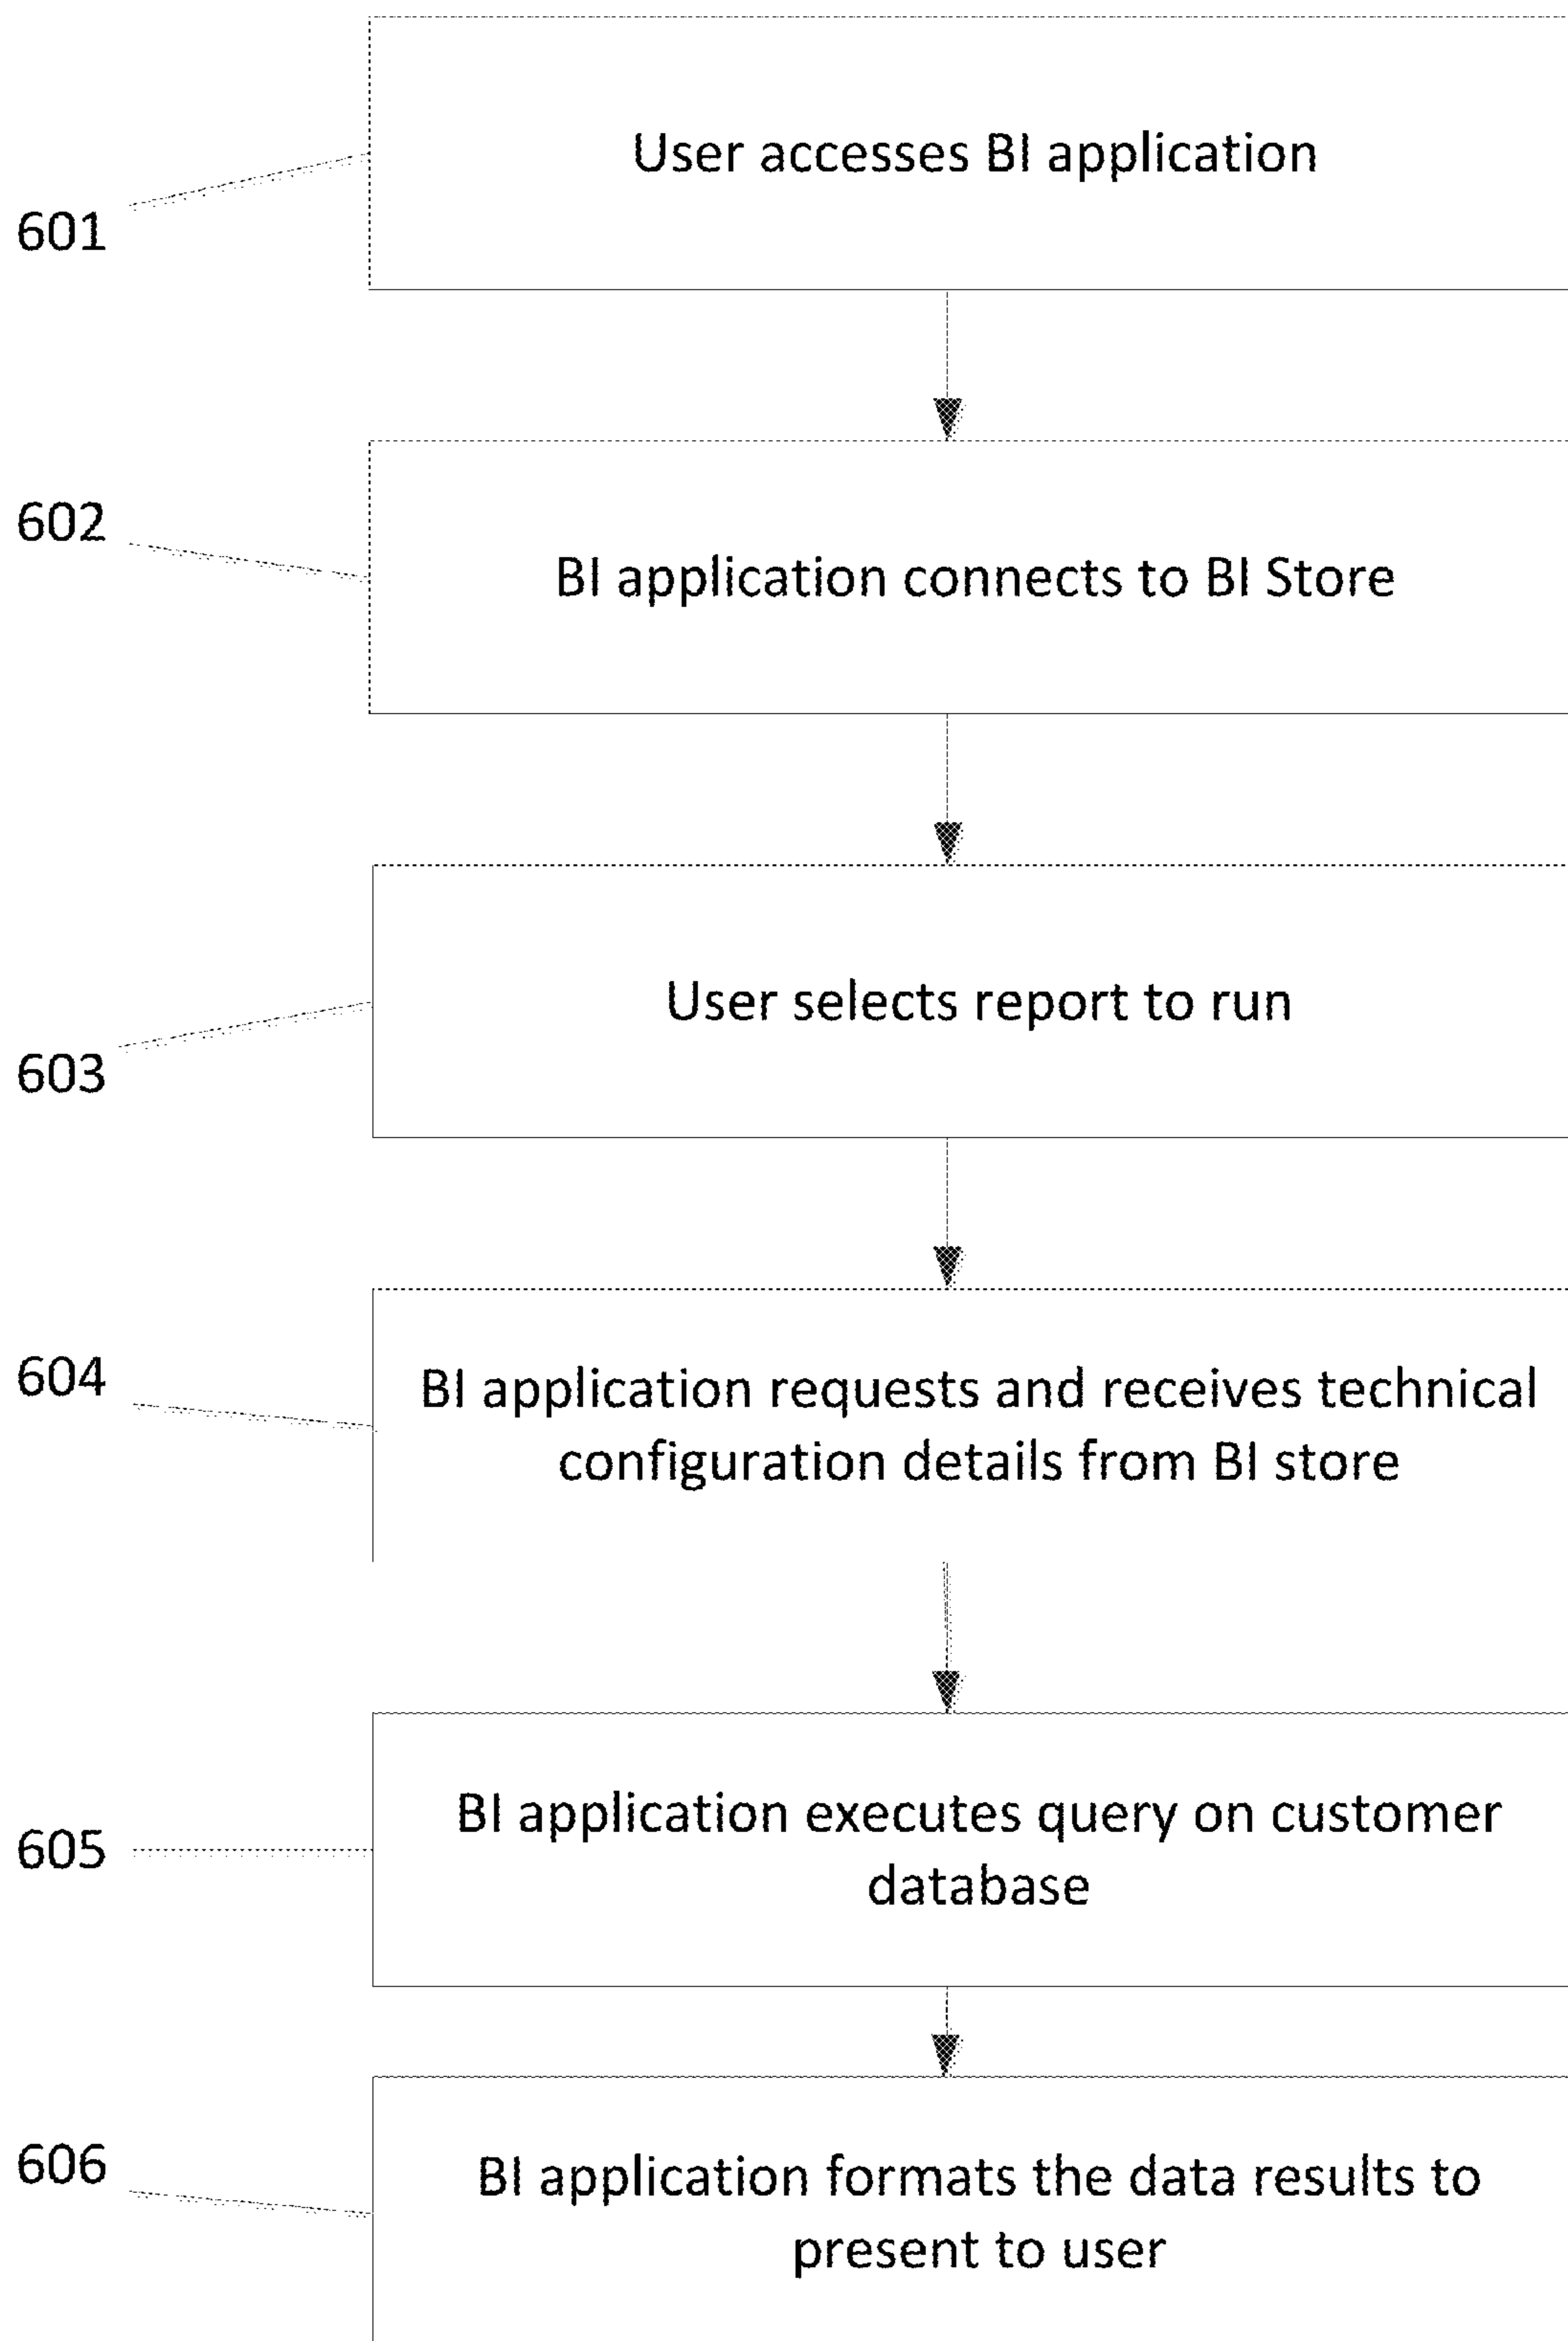 User accesses BI application
601
602
BI application connects to BI Store
User selects report to run
603
604
BI application requests and receives technical
configuration details from BI store
605
BI application executes query on customer
database
606
BI application formats the data results to
present to user